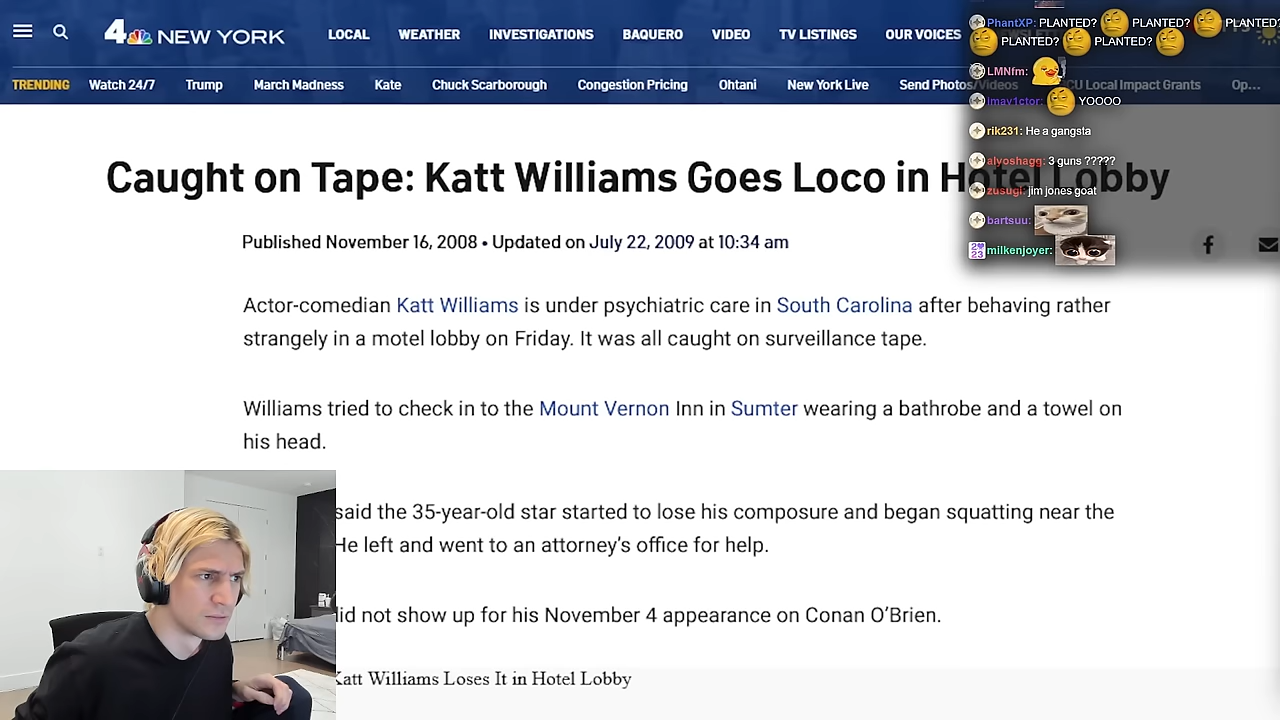 4 NEW YORK
LOCAL WEATHER INVESTIGATIONS BAQUERO VIDEO TV LISTINGS OUR VOICES
TRENDING Watch 24/7 Trump March Madness Kate Chuck Scarborough Congestion Pricing Ohtani New York Live Send Photos/Videos CU Local Impact Grants Op...
PhantXP: PLANTED? PLANTED? PLANTED
PLANTED? PLANTED?
LMNfm:
imay1ctor: YOOOO
rik231: He a gangsta
alvoshagg: 3 guns ?????
zusugi: jim jones goat
bartsuu:
milkenjoyer:
Caught on Tape: Katt Williams Goes Loco in Hotel Lobby
Published November 16, 2008 • Updated on July 22, 2009 at 10:34 am
Actor-comedian Katt Williams is under psychiatric care in South Carolina after behaving rather
strangely in a motel lobby on Friday. It was all caught on surveillance tape.
Williams tried to check in to the Mount Vernon Inn in Sumter wearing a bathrobe and a towel on
his head.
said the 35-year-old star started to lose his composure and began squatting near the
He left and went to an attorney's office for help.
did not show up for his November 4 appearance on Conan O'Brien.
Katt Williams Loses It in Hotel Lobby